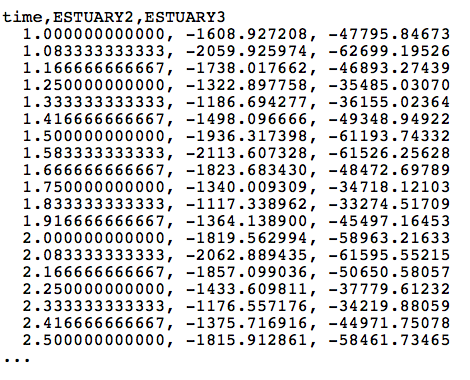 time,ESTUARY2,ESTUARY3
1.000000000000, -1608.927208, -47795.84673
1.083333333333, -2059.925974, -62699.19526
1.166666666667, -1738.017662, -46893.27439
1.250000000000, -1322.897758, -35485.03070
1.333333333333, -1186.694277, -36155.02364
1.416666666667, -1498.096666, -49348.94922
1.500000000000, -1936.317398, -61193.74332
1.583333333333, -2113.607328, -61526.25628
1.666666666667, -1823.683430, -48472.69789
1.750000000000, -1340.009309, -34718.12103
1.833333333333, -1117.338962, -33274.51709
1.916666666667, -1364.138900, -45497.16453
2.000000000000, -1819.562994, -58963.21633
2.083333333333, -2062.889435, -61595.55215
2.166666666667, -1857.099036, -50650.58057
2.250000000000, -1433.609811, -37779.61232
2.333333333333, -1176.557176, -34219.88059
2.416666666667, -1375.716916, -44971.75078
2.500000000000, -1815.912861, -58461.73465
...